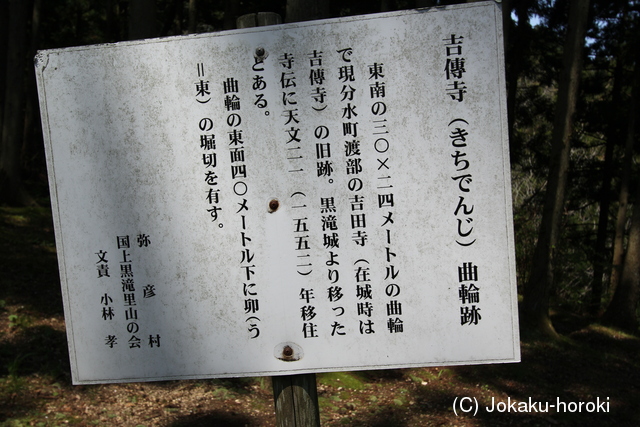 吉傳寺(きちでんじ)曲輪跡
東南の三〇×二四メートルの曲輪
で現分水町渡部の吉田寺(在城時は
吉傳寺)の旧跡。黒滝城より移った
寺伝に天文二一(一五五二)年移住
とある。
曲輪の東面四〇メートル下に卯(う
=東)の堀切を有す。
弥彦村
国上黒滝里山の会
文責 小林 孝
(C) Jokaku-horoki